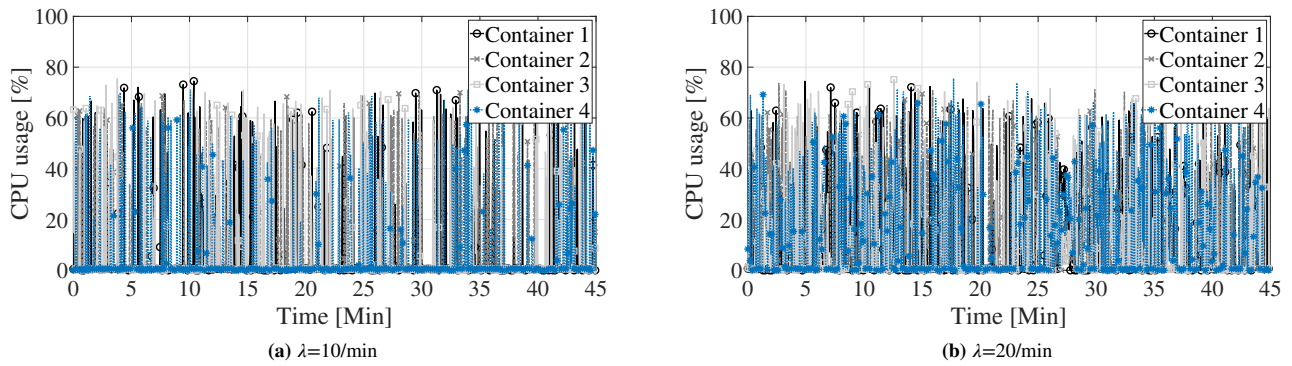 100
80
60
40
20
0
CPU usage [%]
0 5 10 15 20 25 30 35 40 45
Time [Min]
Container 1
Container 2
Container 3
Container 4
(a) λ=10/min
100
80
60
40
20
0
CPU usage [%]
0 5 10 15 20 25 30 35 40 45
Time [Min]
Container 1
Container 2
Container 3
Container 4
(b) λ=20/min